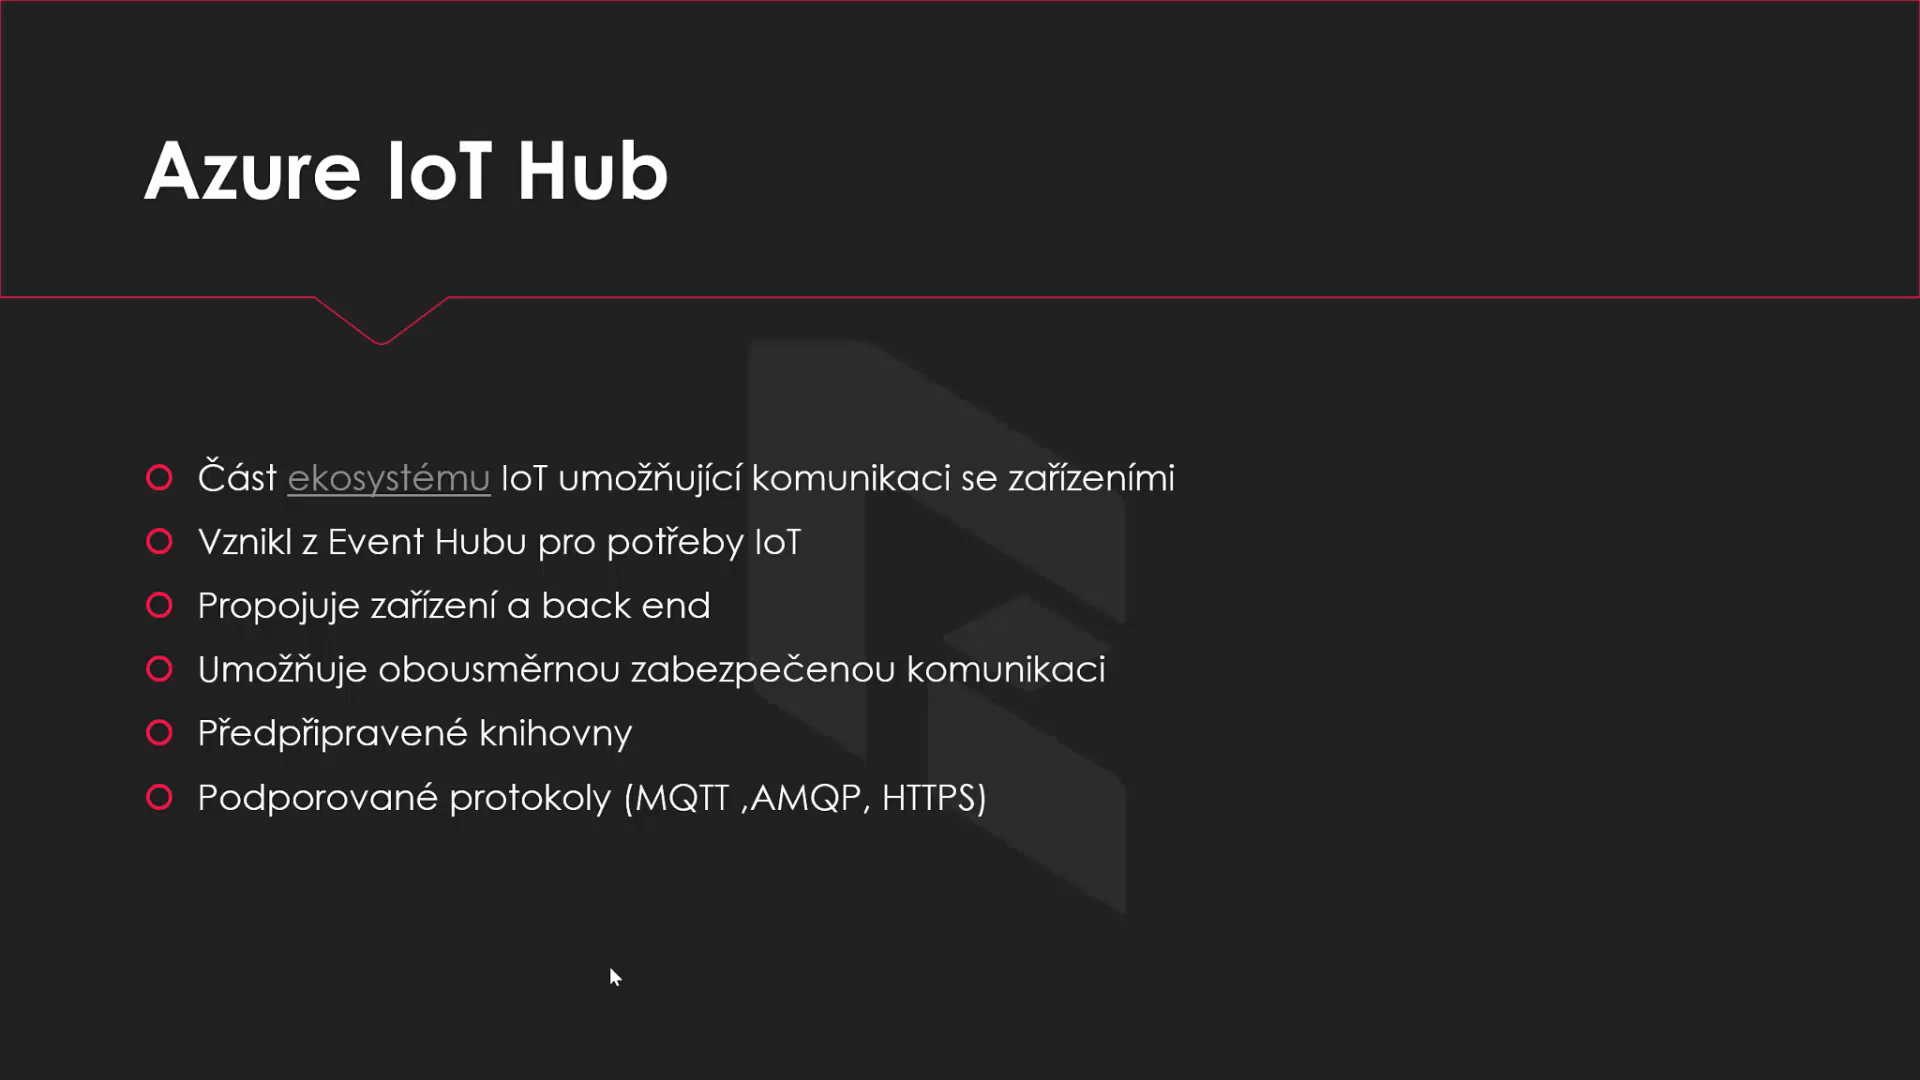 Azure IoT Hub
Část ekosystému IoT umožňující komunikaci se zařízeními
Vznikl z Event Hubu pro potřeby IoT
Propojuje zařízení a back end
Umožňuje obousměrnou zabezpečenou komunikaci
Předpřipravené knihovny
Podporované protokoly (MQTT ,AMQP, HTTPS)